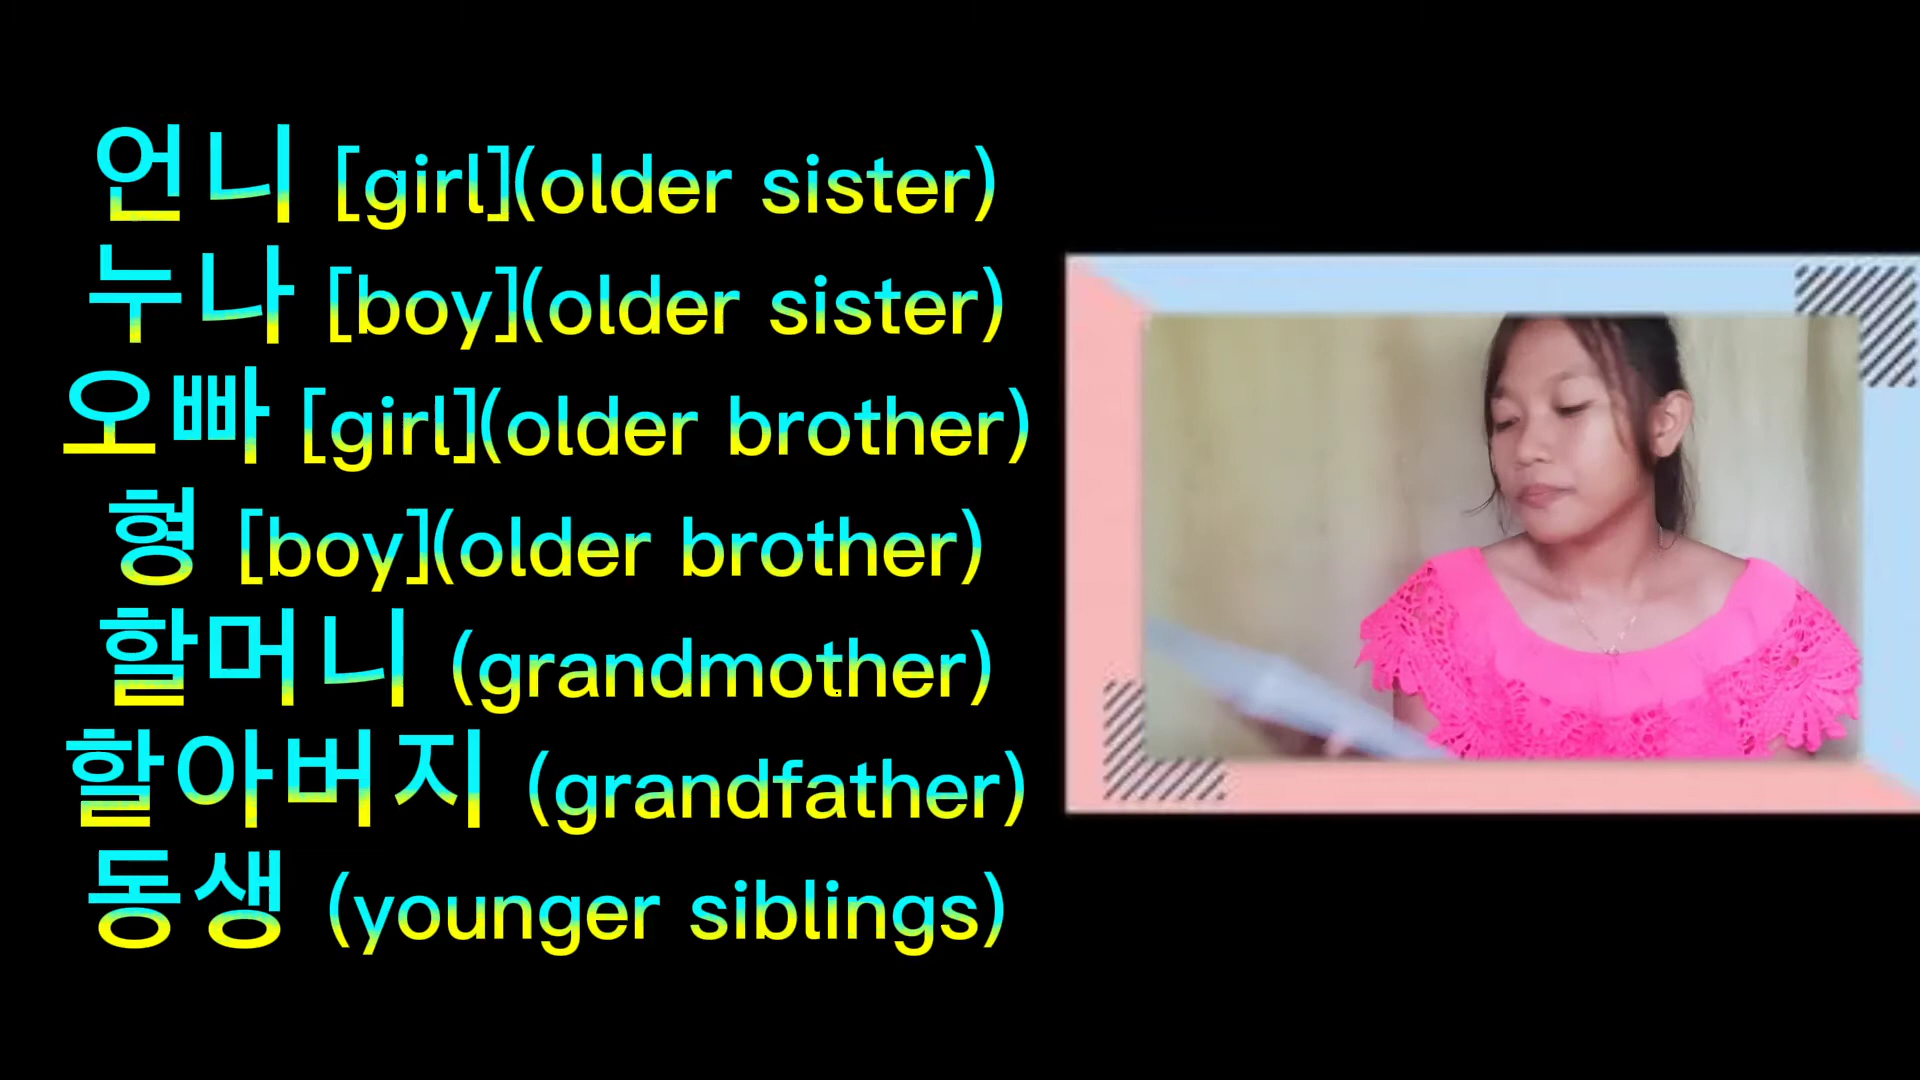 언니 [girl](older sister)
누나 [boy](older sister)
오빠 [girl](older brother)
형 [boy](older brother)
할머니 (grandmother)
할아버지 (grandfather)
동생 (younger siblings)